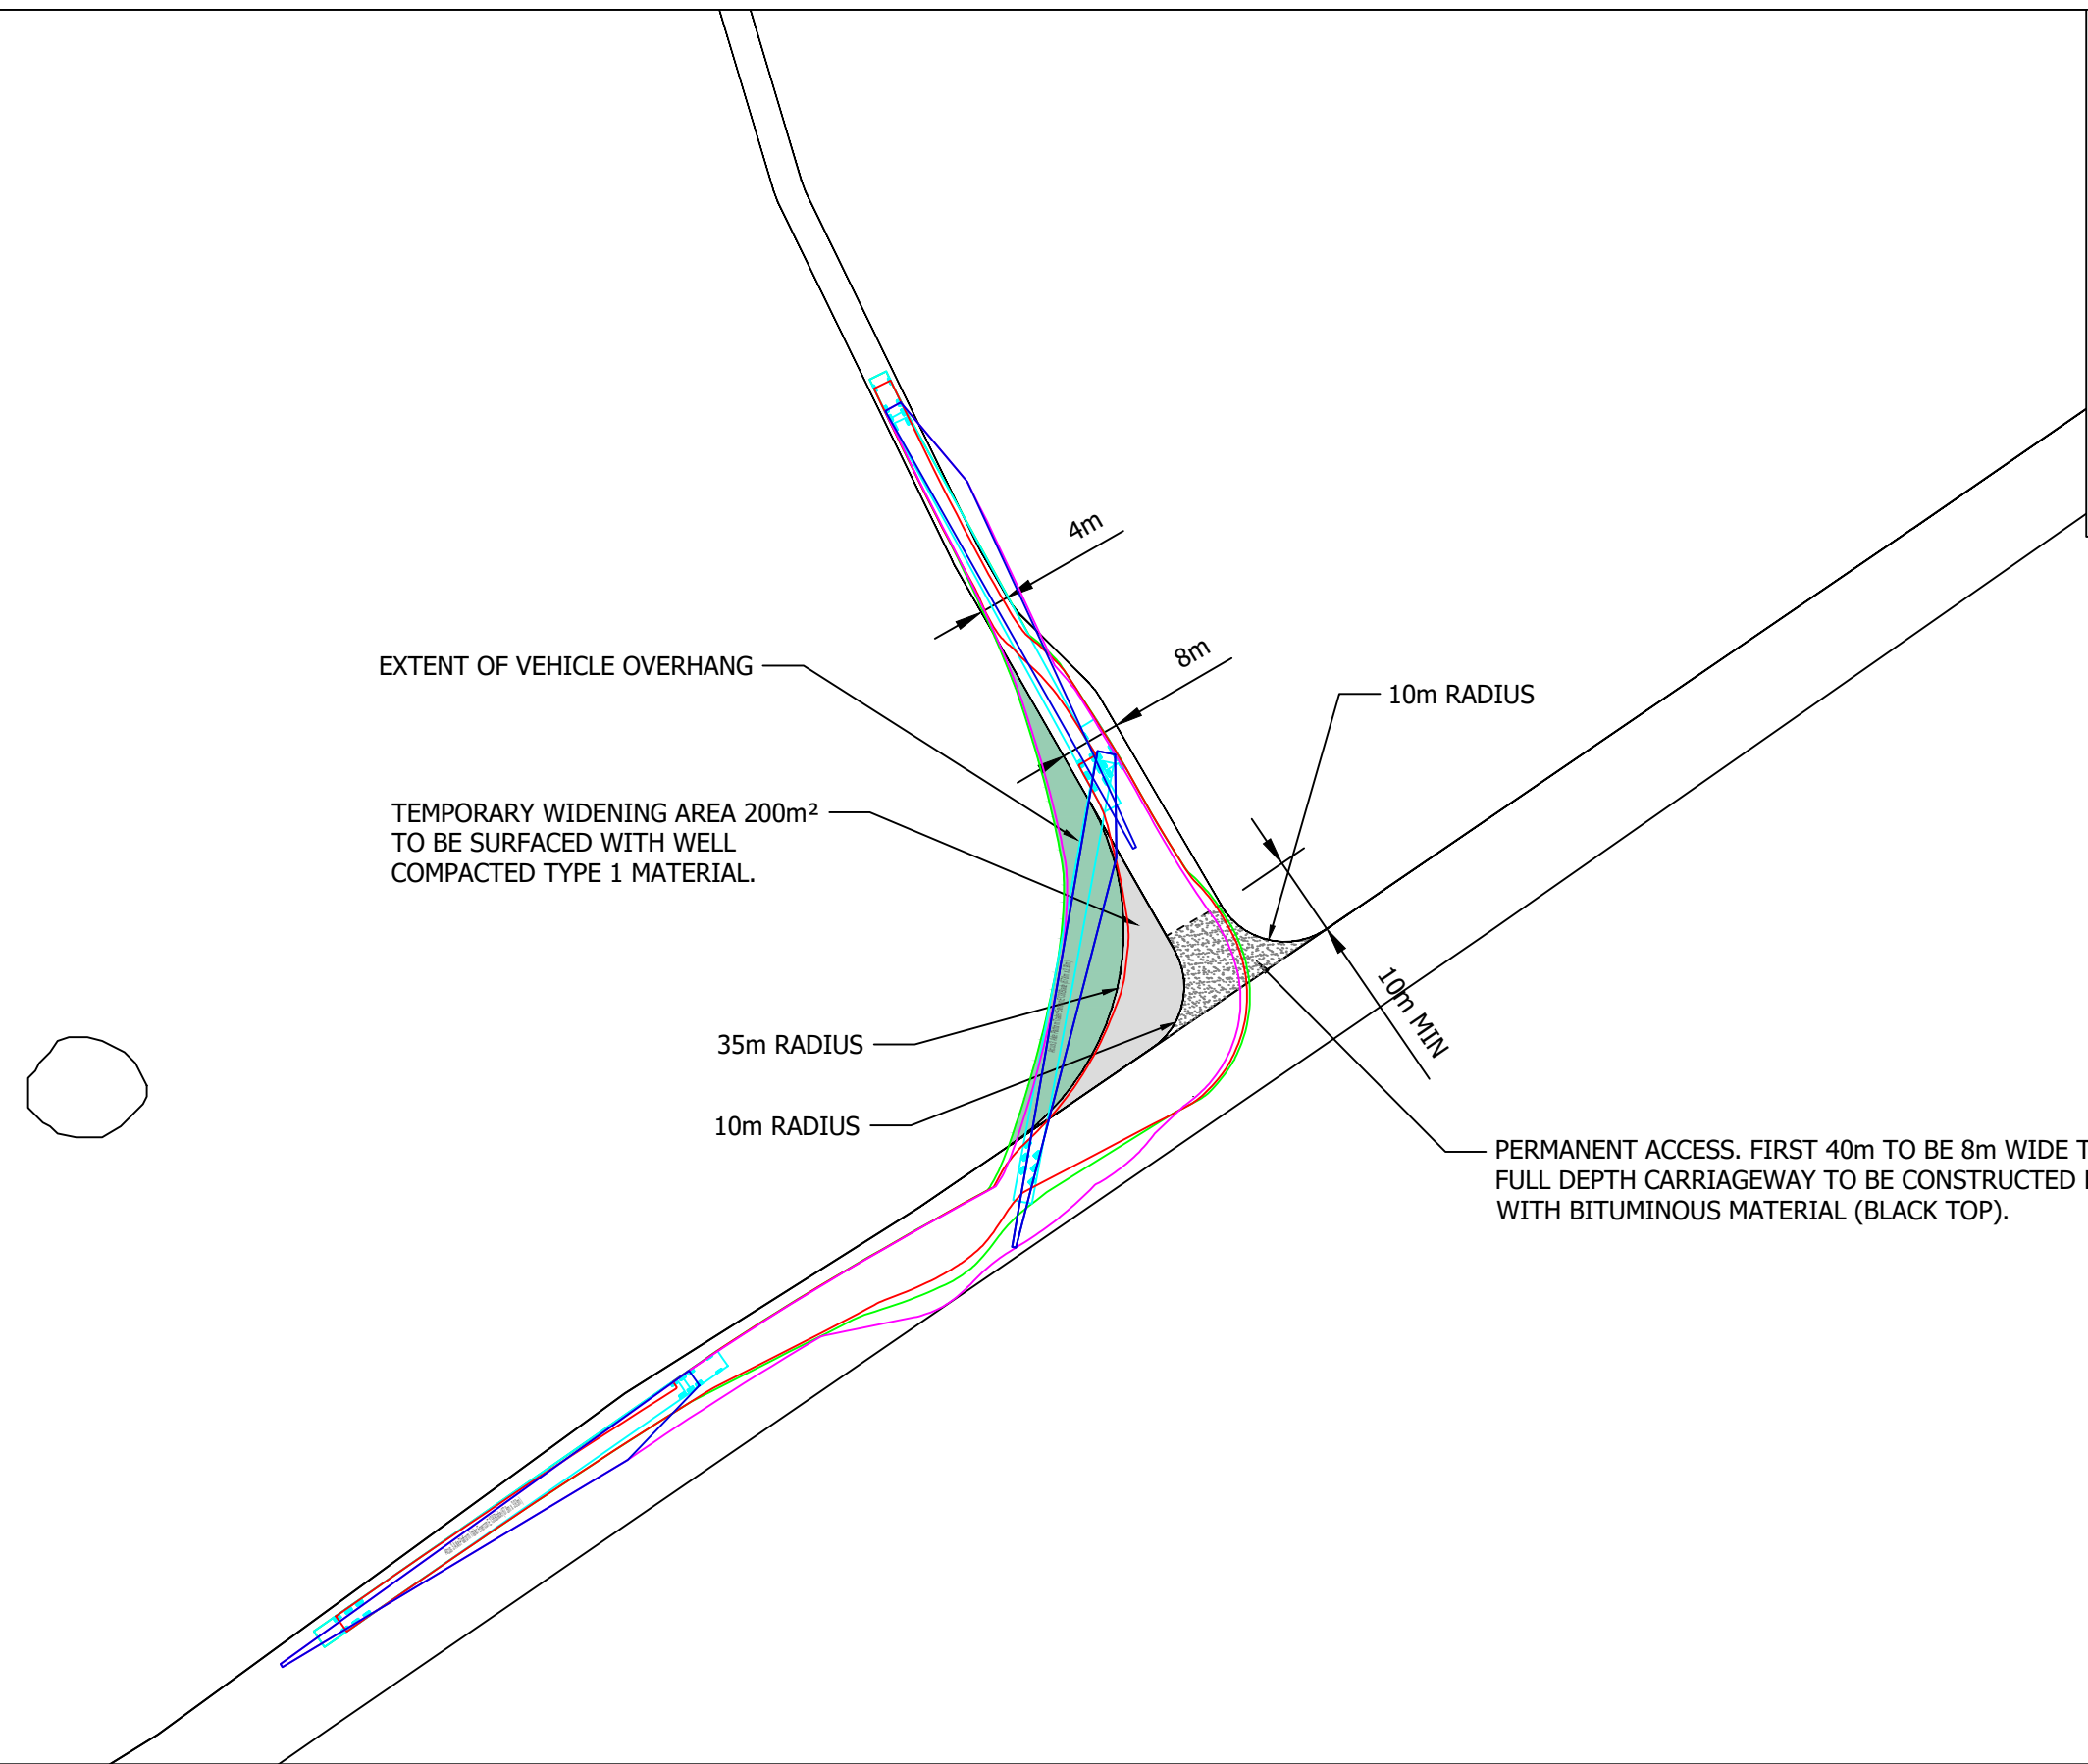 4m
8m
EXTENT OF VEHICLE OVERHANG
10m RADIUS
TEMPORARY WIDENING AREA 200m²
TO BE SURFACED WITH WELL
COMPACTED TYPE 1 MATERIAL.
10m MIN
35m RADIUS
10m RADIUS
PERMANENT ACCESS. FIRST 40m TO BE 8m WIDE
FULL DEPTH CARRIAGEWAY TO BE CONSTRUCTED
WITH BITUMINOUS MATERIAL (BLACK TOP).